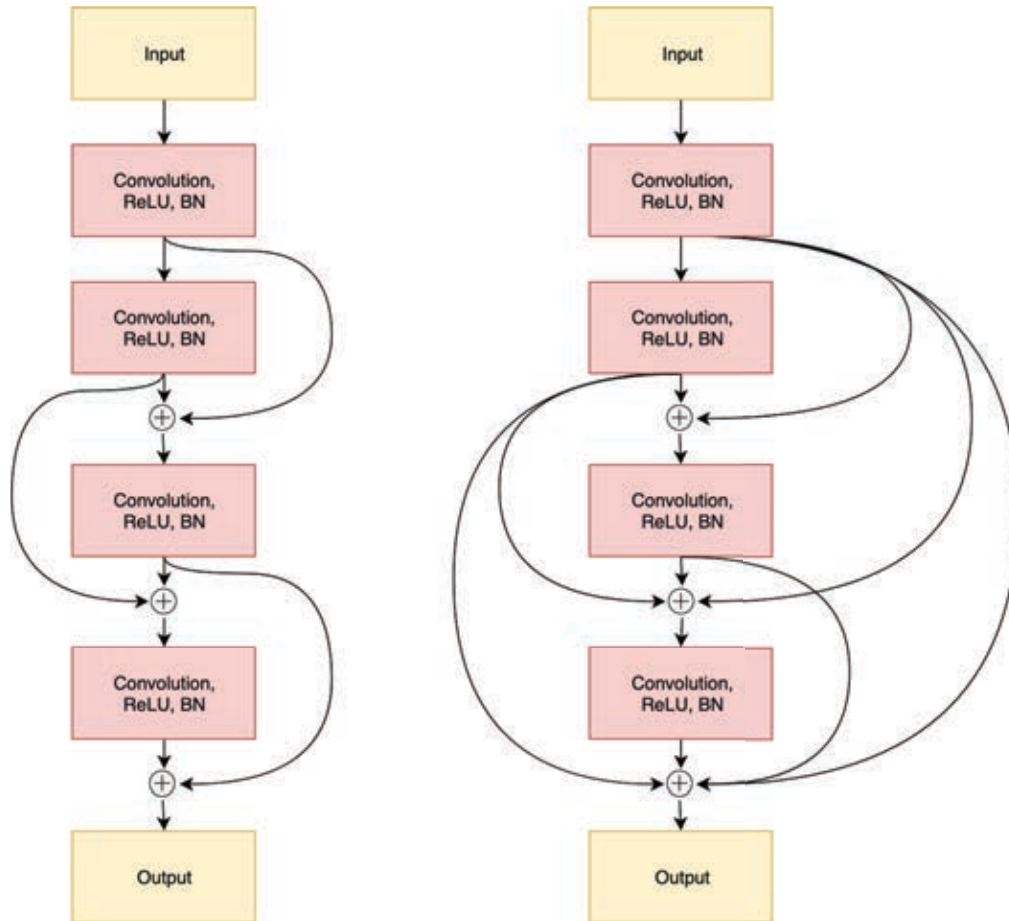 Input
Convolution,
ReLU, BN
Convolution,
ReLU, BN
Convolution,
ReLU, BN
Convolution,
ReLU, BN
Output
Input
Convolution,
ReLU, BN
Convolution,
ReLU, BN
Convolution,
ReLU, BN
Convolution,
ReLU, BN
Output